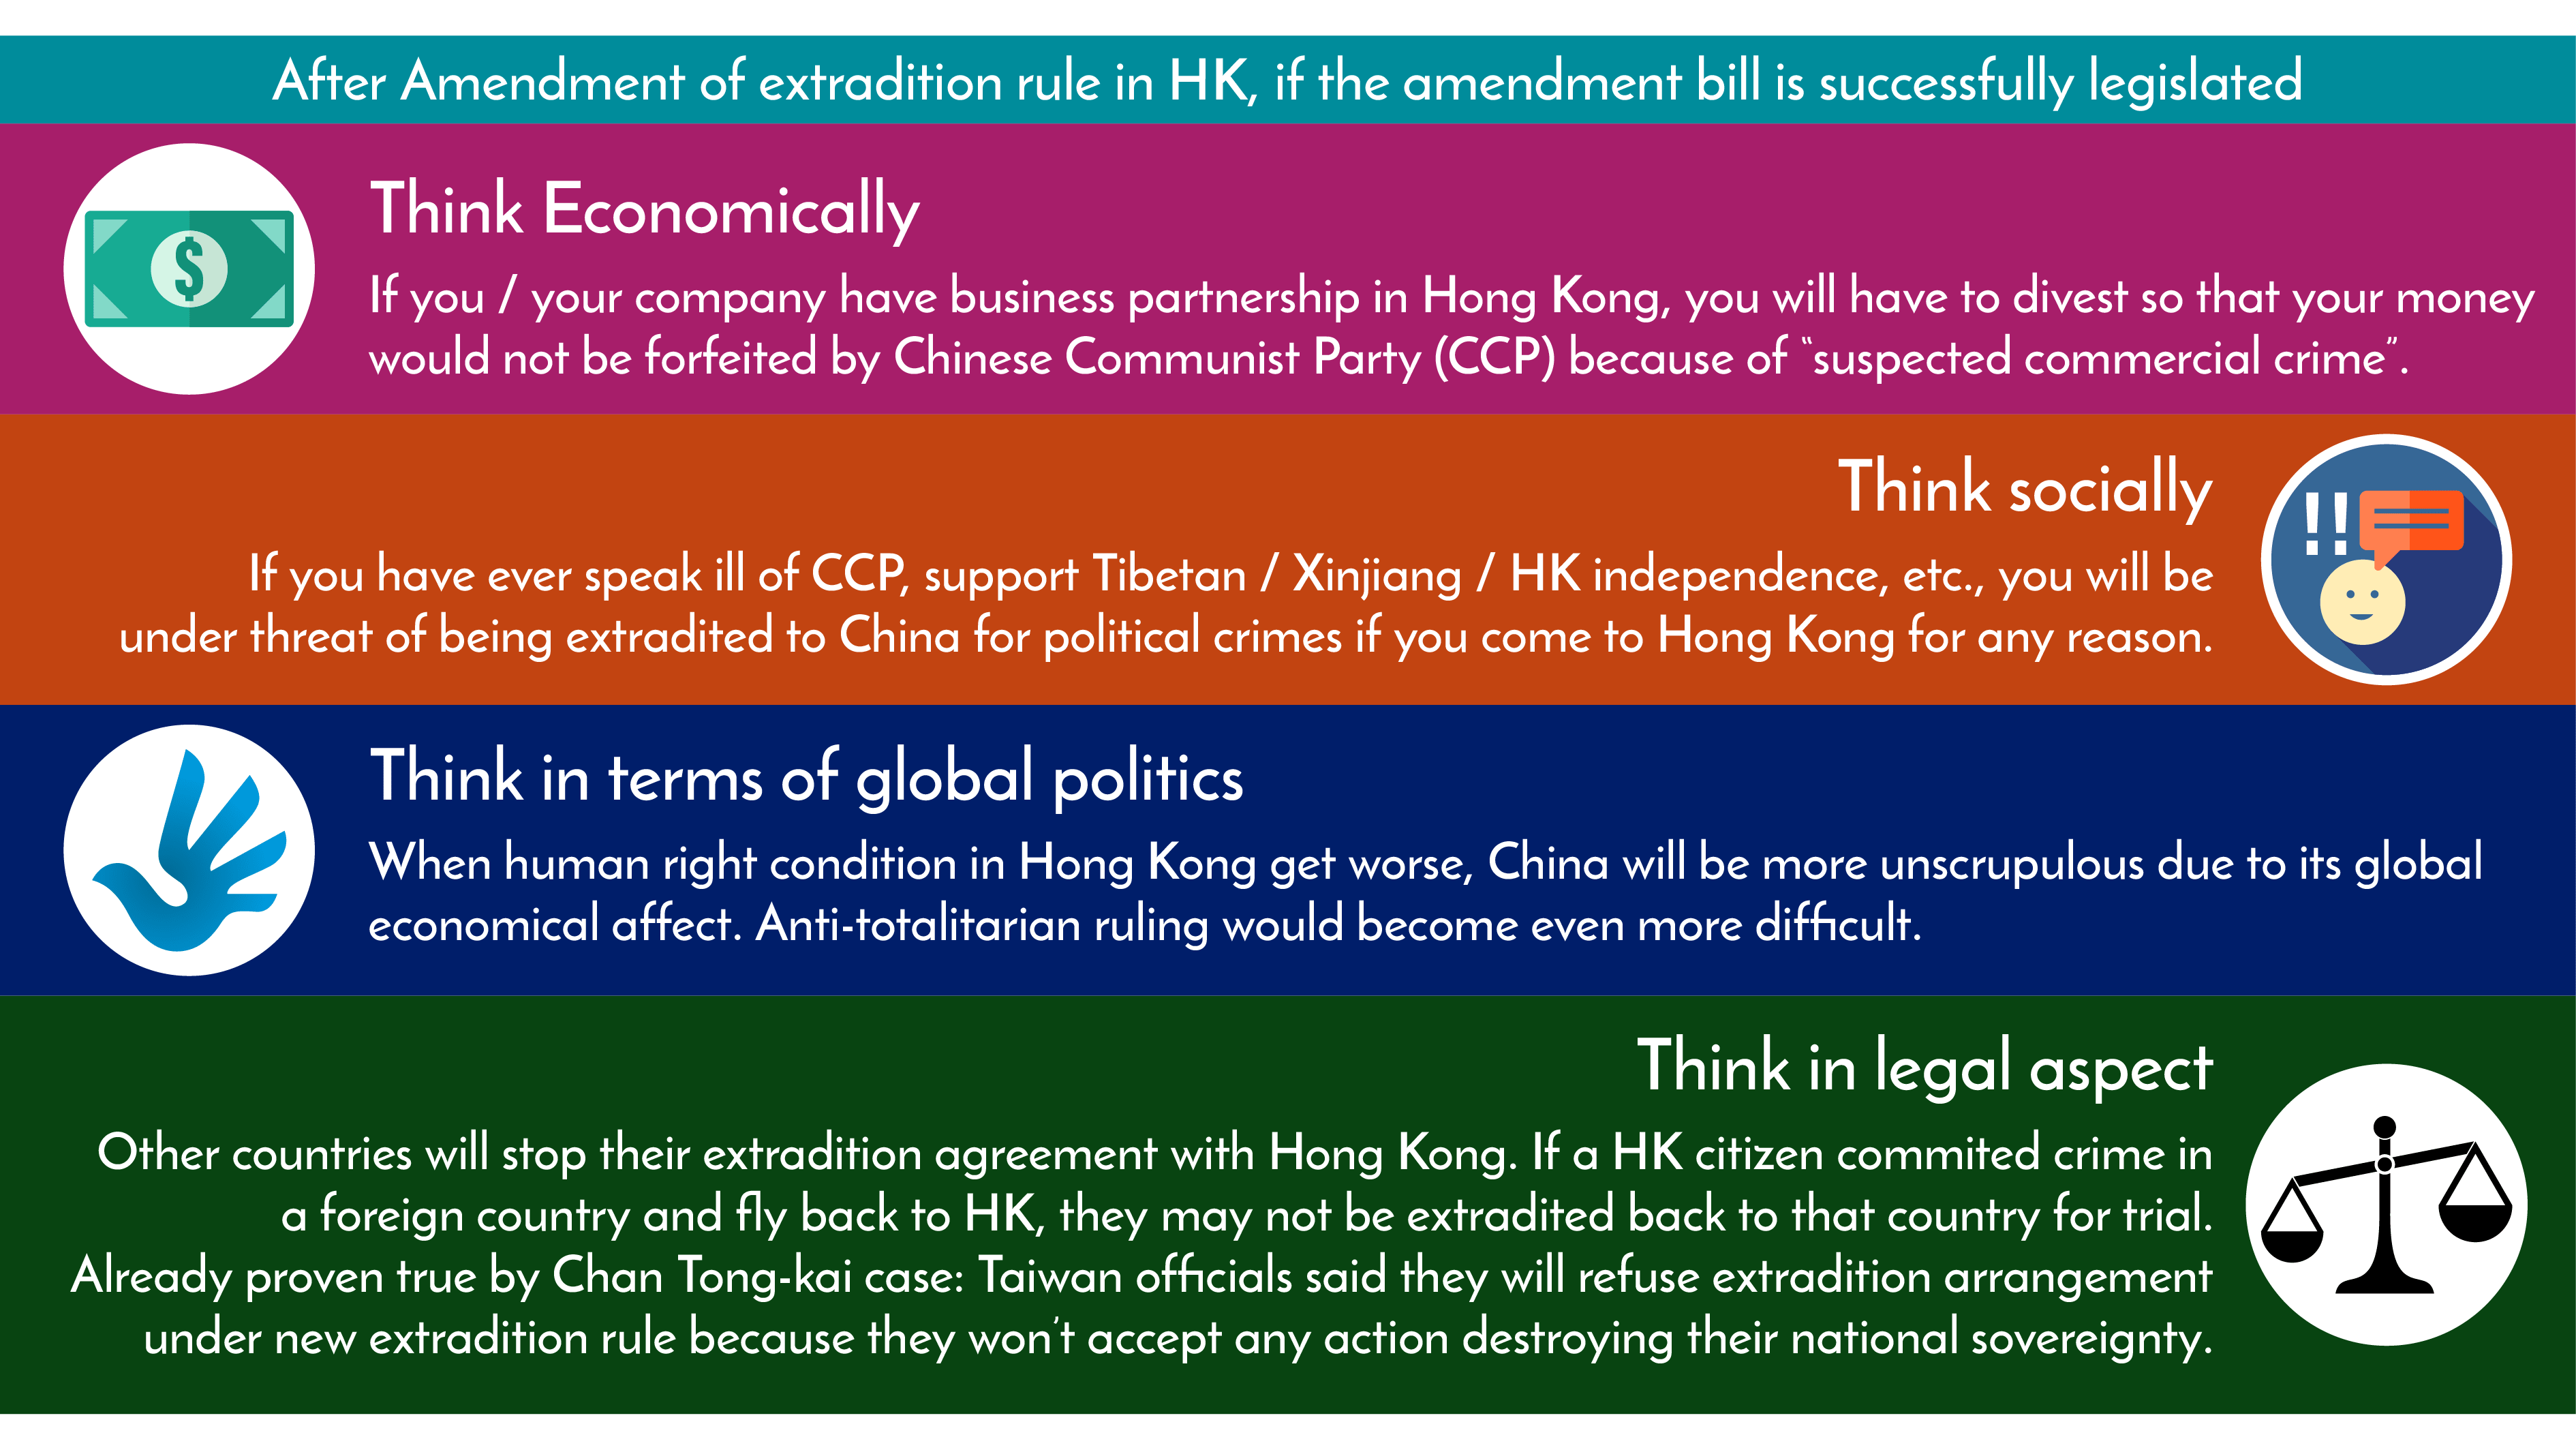 After Amendment of extradition rule in HK, if the amendment bill is successfully legislated
$
Think Economically
If you / your company have business partnership in Hong Kong, you will have to divest so that your money
would not be forfeited by Chinese Communist Party (CCP) because of “suspected commercial crime”.
Think socially
!!
If you have ever speak ill of CCP, support Tibetan / Xinjiang / HK independence, etc., you will be
under threat of being extradited to China for political crimes if you come to Hong Kong for any reason.
Think in terms of global politics
When human right condition in Hong Kong get worse, China will be more unscrupulous due to its global
economical affect. Anti-totalitarian ruling would become even more difficult.
Think in legal aspect
Other countries will stop their extradition agreement with Hong Kong. If a HK citizen commited crime in
a foreign country and fly back to HK, they may not be extradited back to that country for trial.
Already proven true by Chan Tong-kai case: Taiwan officials said they will refuse extradition arrangement
under new extradition rule because they won’t accept any action destroying their national sovereignty.